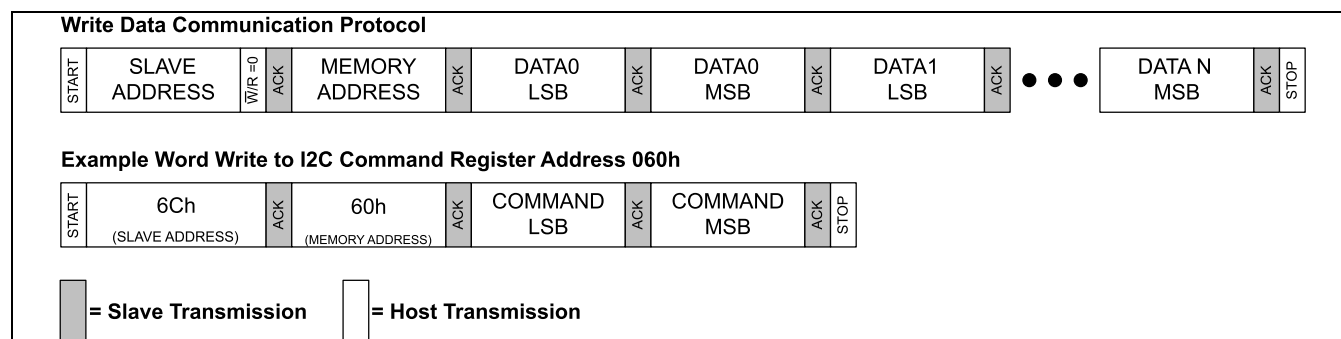 Write Data Communication Protocol
START
SLAVE
ADDRESS
W̅/R =0
ACK
MEMORY
ADDRESS
ACK
DATA0
LSB
ACK
DATA0
MSB
ACK
DATA1
LSB
ACK
● ● ●
DATA N
MSB
ACK
STOP
Example Word Write to I2C Command Register Address 060h
START
6Ch
(SLAVE ADDRESS)
ACK
60h
(MEMORY ADDRESS)
ACK
COMMAND
LSB
ACK
COMMAND
MSB
ACK
STOP
= Slave Transmission
= Host Transmission